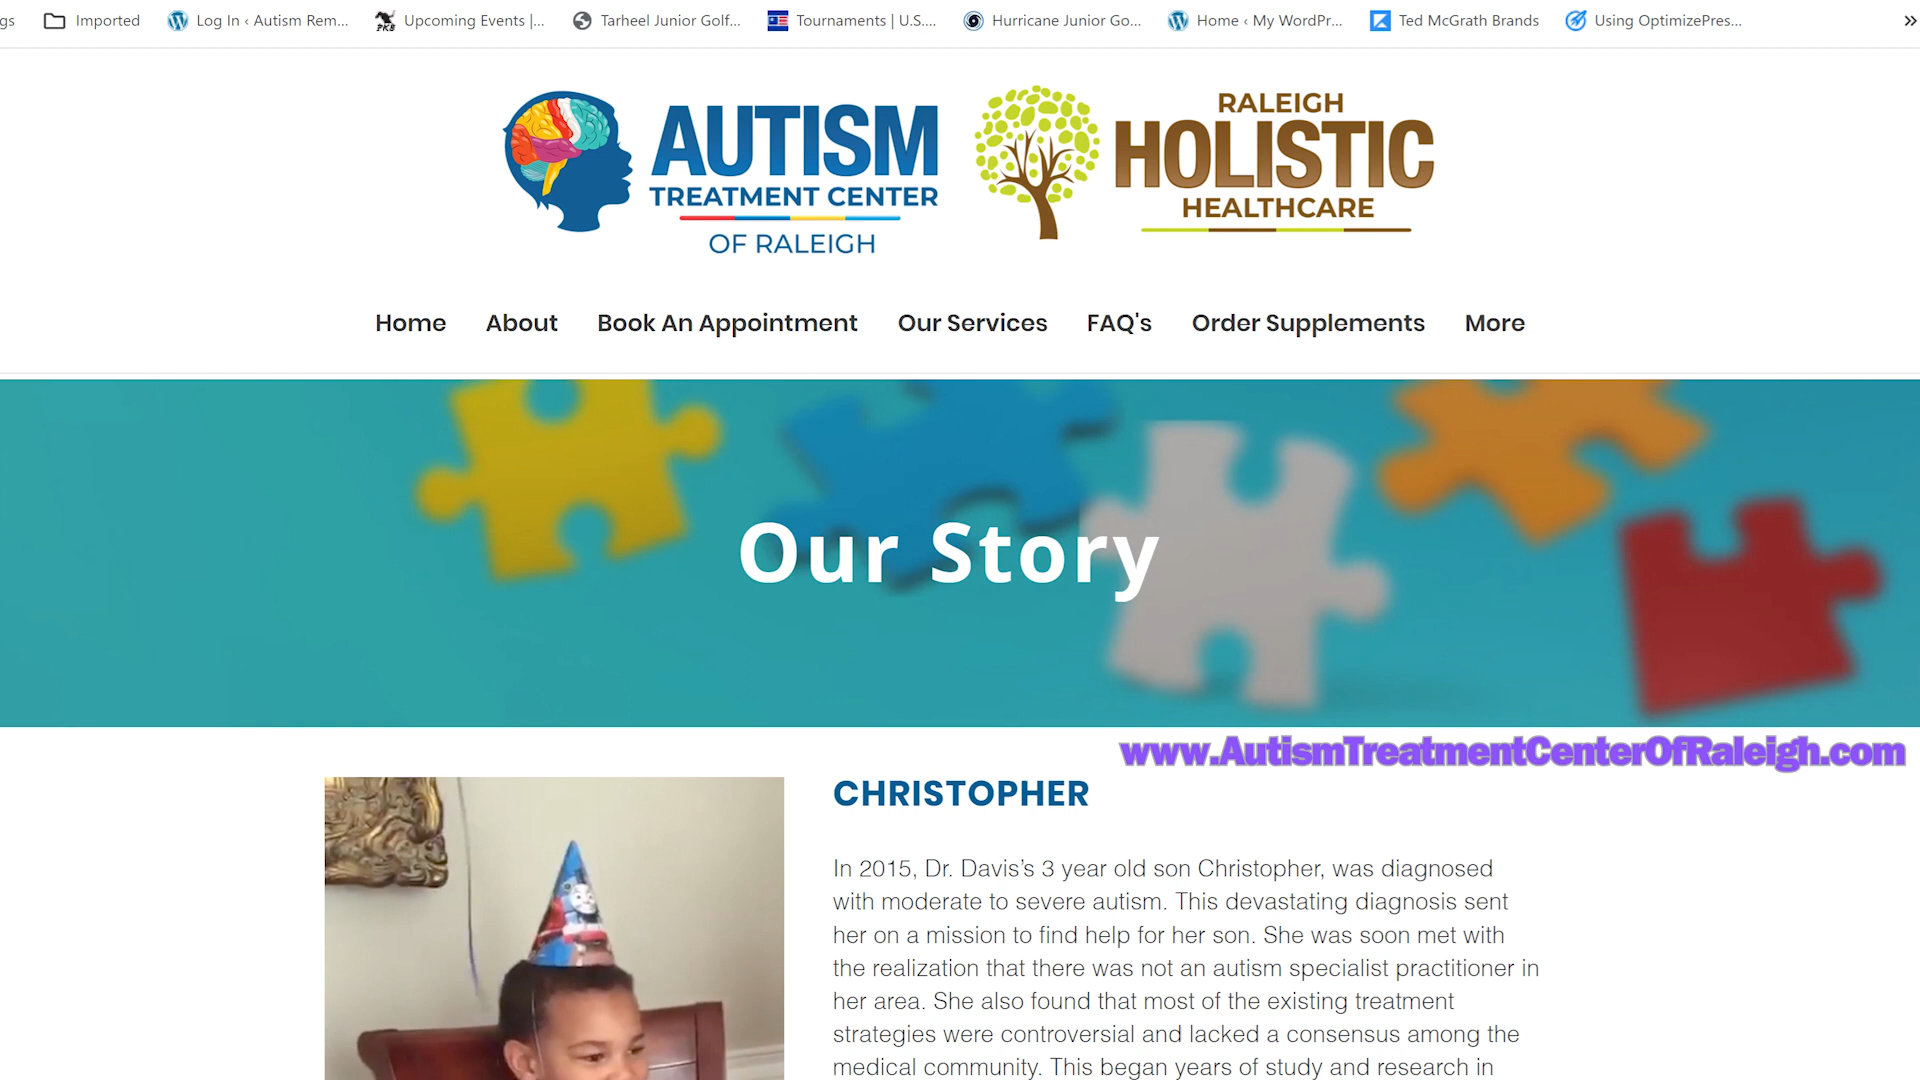 gs
Imported
Log In ‹ Autism Rem...
PKB
Upcoming Events |...
Tarheel Junior Golf...
Tournaments | U.S....
Hurricane Junior Go...
Home ‹ My WordPr...
Ted McGrath Brands
Using OptimizePres...
»
AUTISM
TREATMENT CENTER
OF RALEIGH
RALEIGH
HOLISTIC
HEALTHCARE
Home
About
Book An Appointment
Our Services
FAQ's
Order Supplements
More
Our Story
www.AutismTreatmentCenterOfRaleigh.com
CHRISTOPHER
In 2015, Dr. Davis’s 3 year old son Christopher, was diagnosed
with moderate to severe autism. This devastating diagnosis sent
her on a mission to find help for her son. She was soon met with
the realization that there was not an autism specialist practitioner in
her area. She also found that most of the existing treatment
strategies were controversial and lacked a consensus among the
medical community. This began years of study and research in